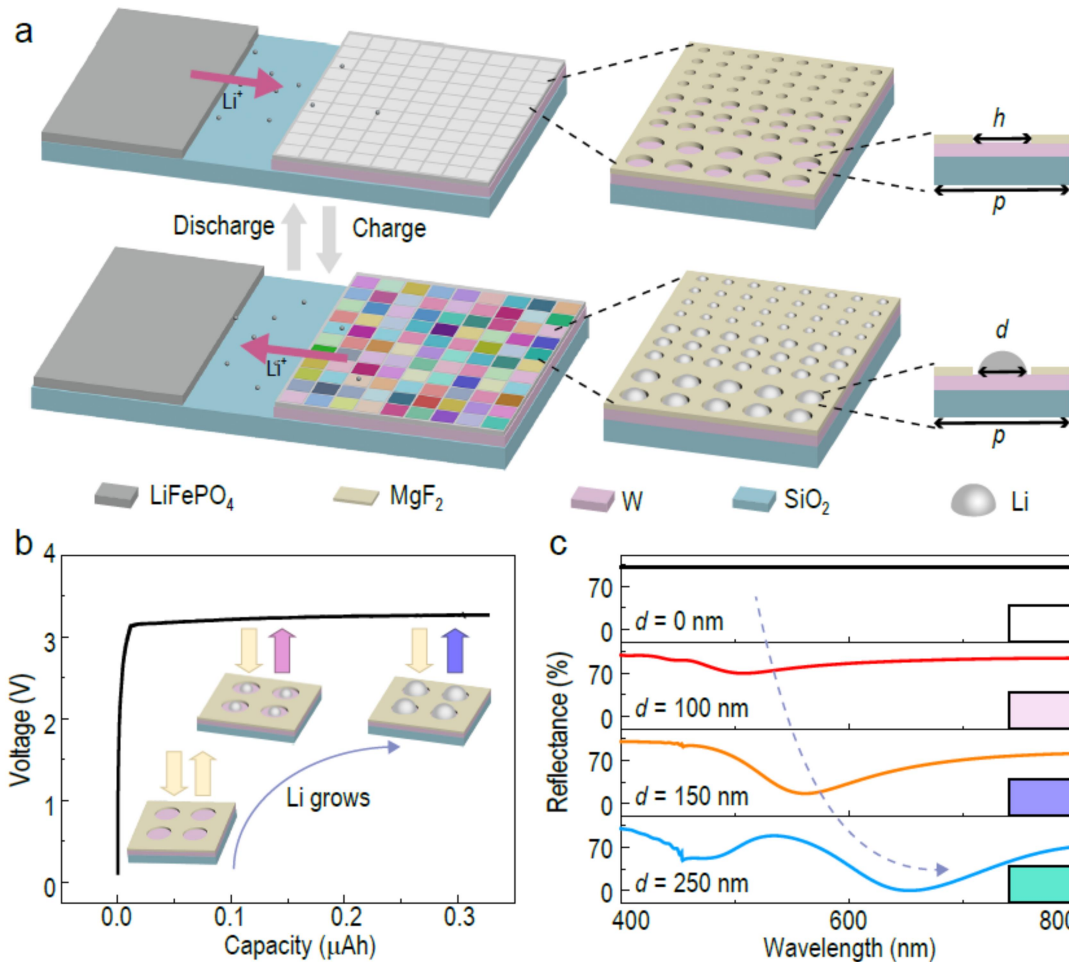 a
Li+
h
p
Discharge
Charge
Li+
d
p
LiFePO4
MgF2
W
SiO2
Li
b
4
3
2
1
0
Voltage (V)
Li grows
0.0
0.1
0.2
0.3
Capacity (μAh)
c
70
0
d = 0 nm
70
0
d = 100 nm
70
0
d = 150 nm
70
0
d = 250 nm
Reflectance (%)
400
600
800
Wavelength (nm)